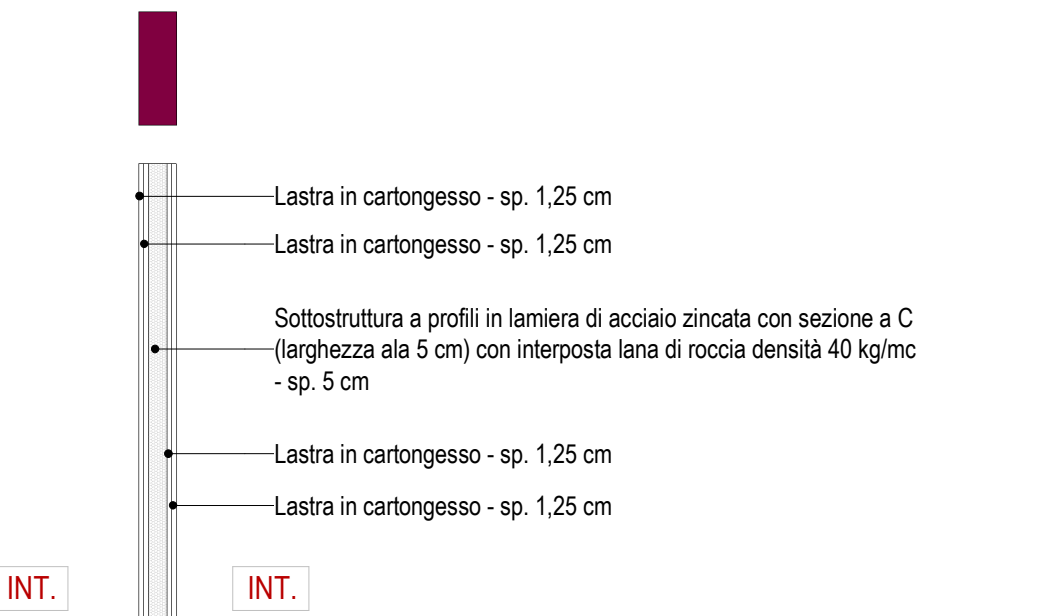 Lastra in cartongesso - sp. 1,25 cm
Lastra in cartongesso - sp. 1,25 cm
Sottostruttura a profili in lamiera di acciaio zincata con sezione a C
(larghezza ala 5 cm) con interposta lana di roccia densità 40 kg/mc
- sp. 5 cm
Lastra in cartongesso - sp. 1,25 cm
Lastra in cartongesso - sp. 1,25 cm
INT.
INT.